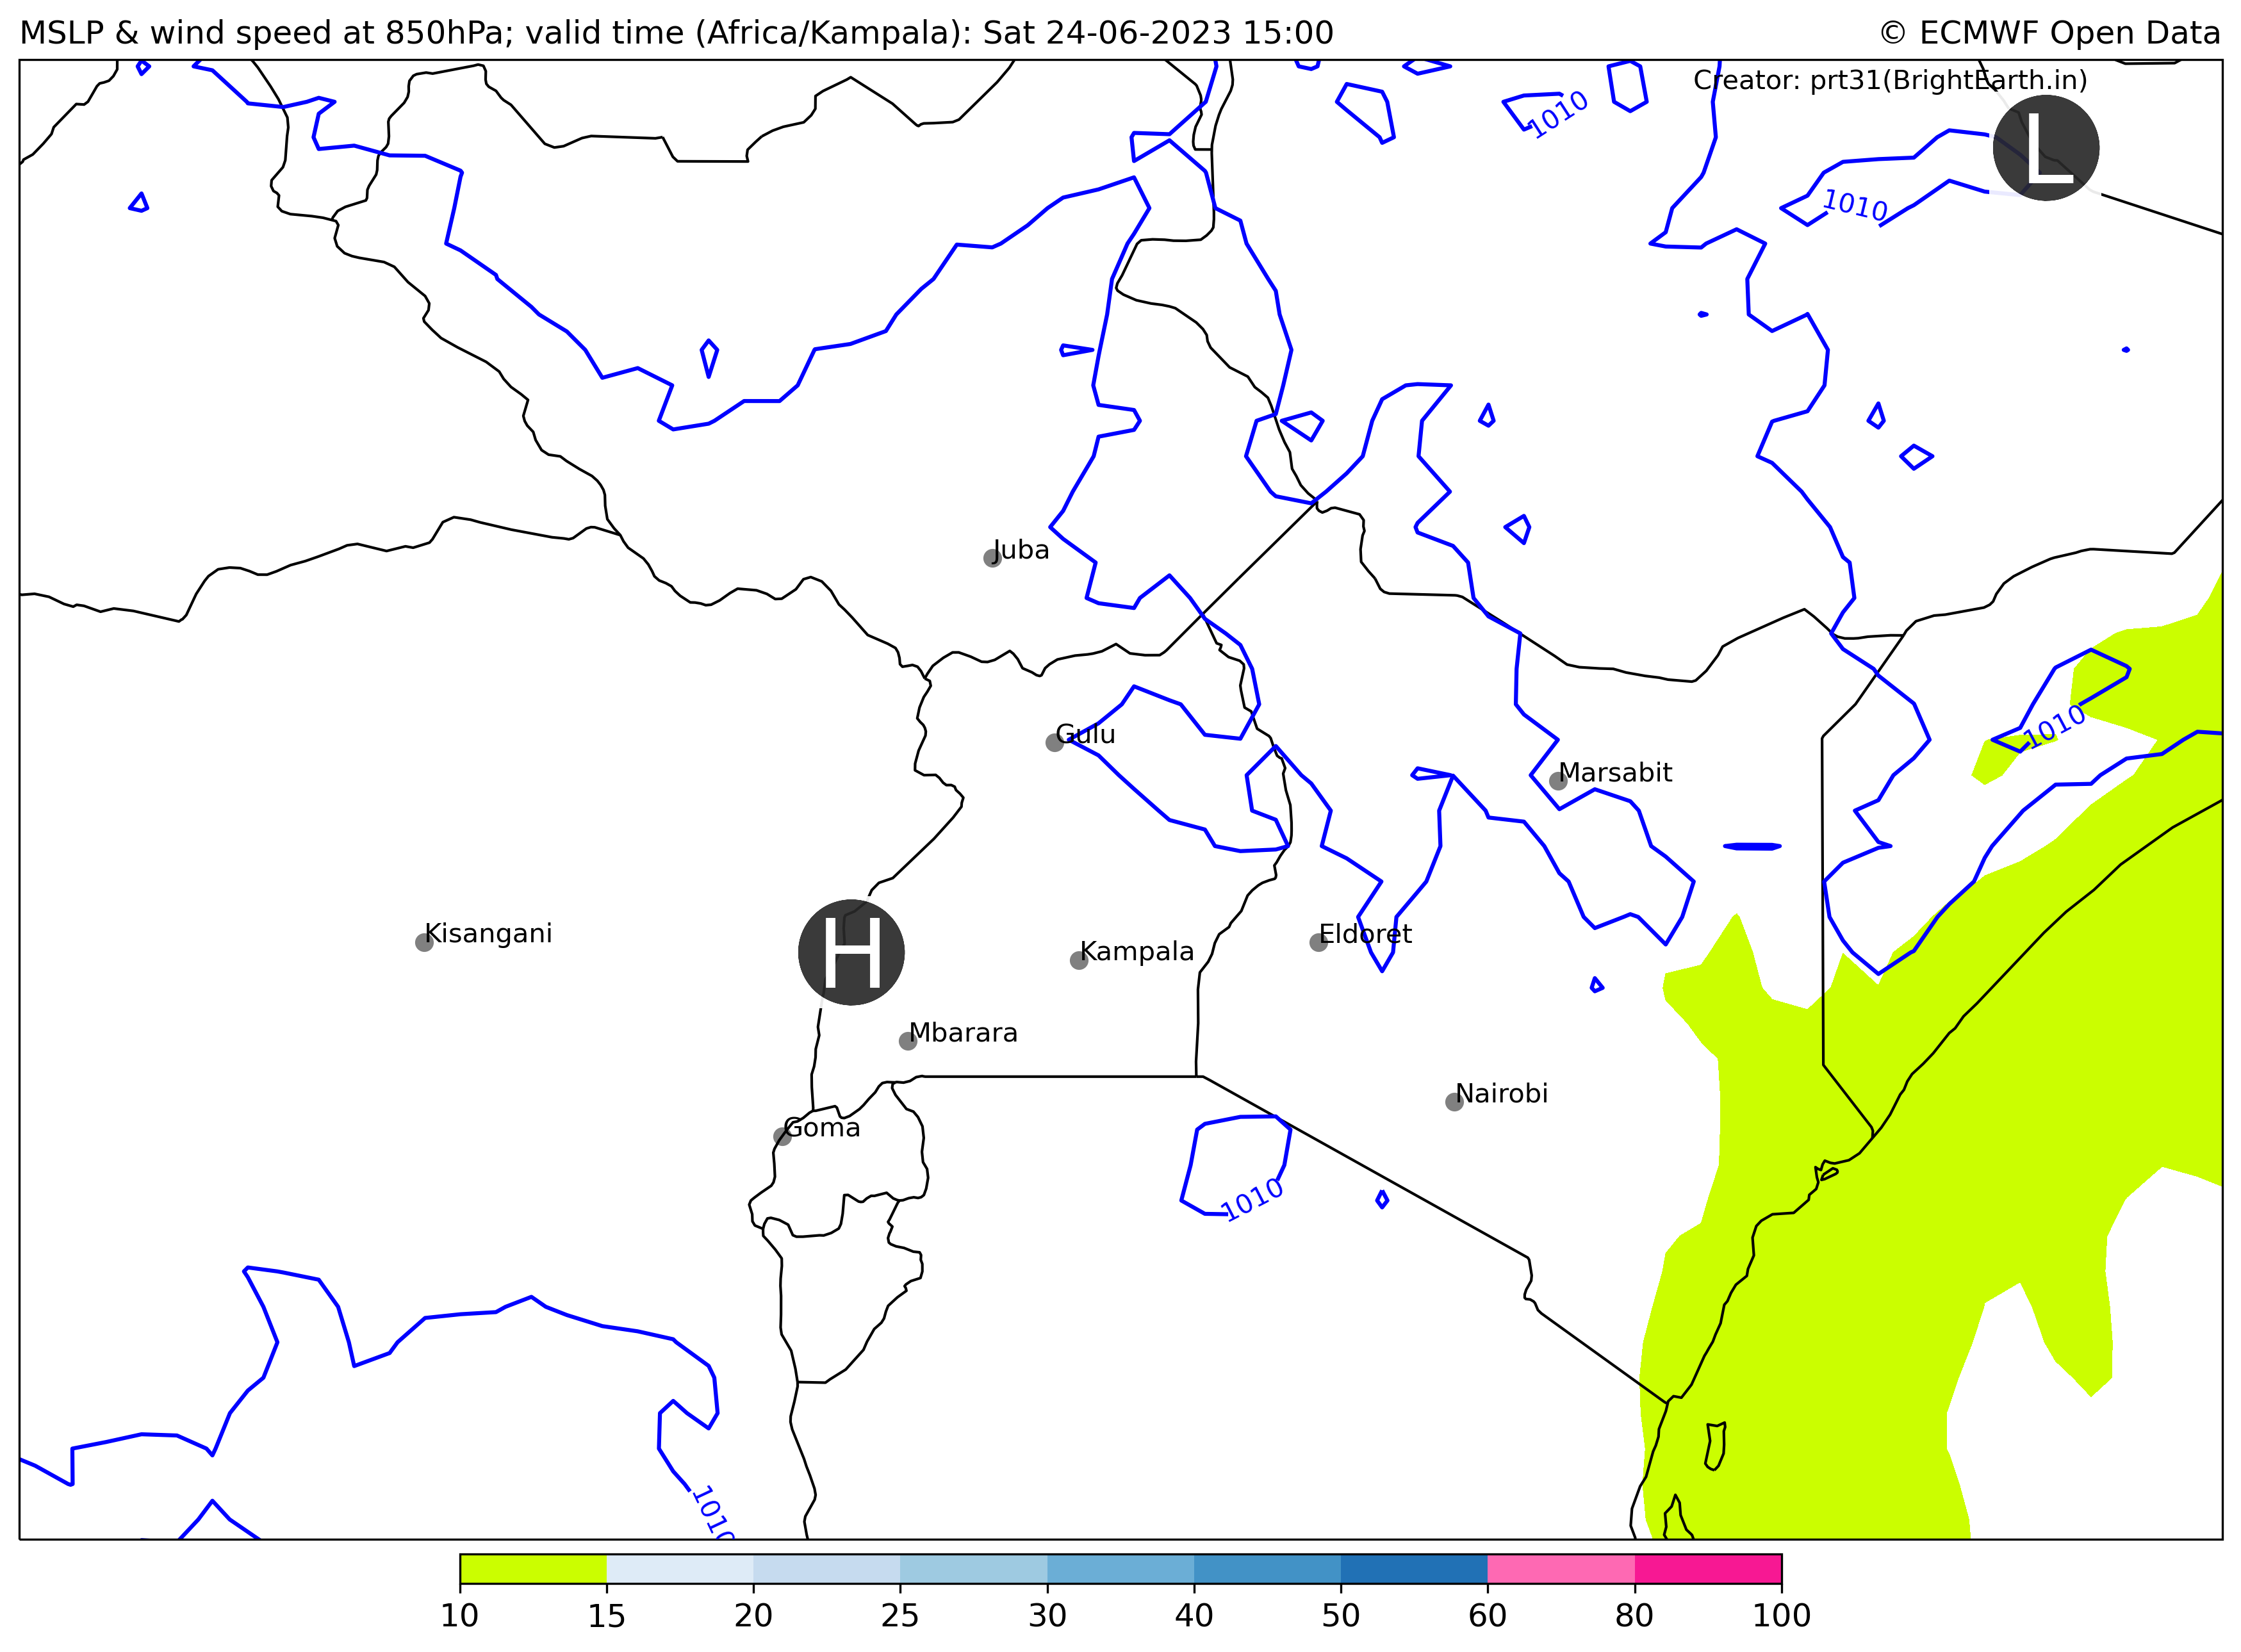 MSLP & wind speed at 850hPa; valid time (Africa/Kampala): Sat 24-06-2023 15:00
© ECMWF Open Data
Creator: prt31(BrightEarth.in)
1010
L
1010
Juba
Gulu
1010
Marsabit
Kisangani
H
Kampala
Eldoret
Mbarara
Nairobi
Goma
1010
1010
10 15 20 25 30 40 50 60 80 100